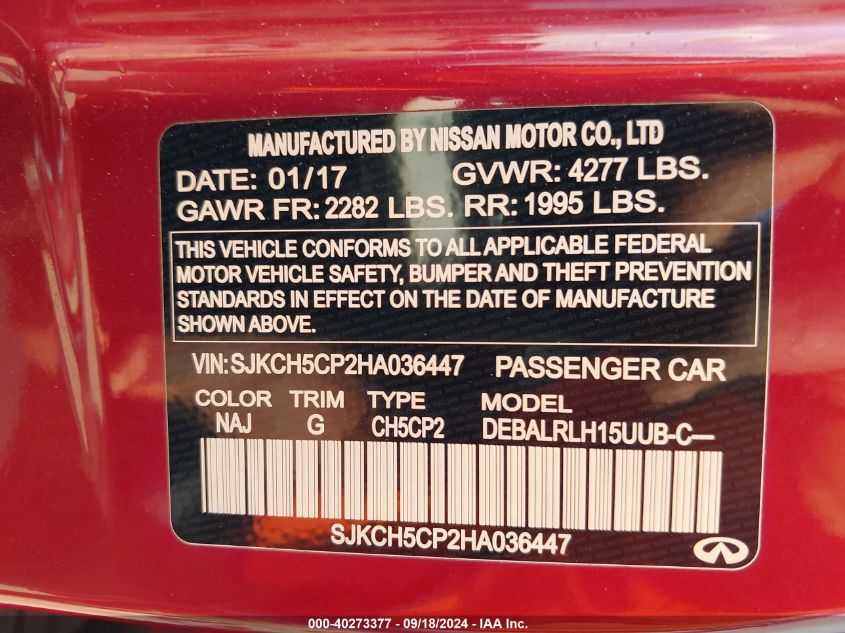 MANUFACTURED BY NISSAN MOTOR CO., LTD
DATE: 01/17 GVWR: 4277 LBS.
GAWR FR: 2282 LBS. RR: 1995 LBS.
THIS VEHICLE CONFORMS TO ALL APPLICABLE FEDERAL
MOTOR VEHICLE SAFETY, BUMPER AND THEFT PREVENTION
STANDARDS IN EFFECT ON THE DATE OF MANUFACTURE
SHOWN ABOVE.
VIN: SJKCH5CP2HA036447 PASSENGER CAR
COLOR TRIM TYPE MODEL
NAJ G CH5CP2 DEBALRLH15UUB-C—
SJKCH5CP2HA036447
000-40273377 - 09/18/2024 - IAA Inc.